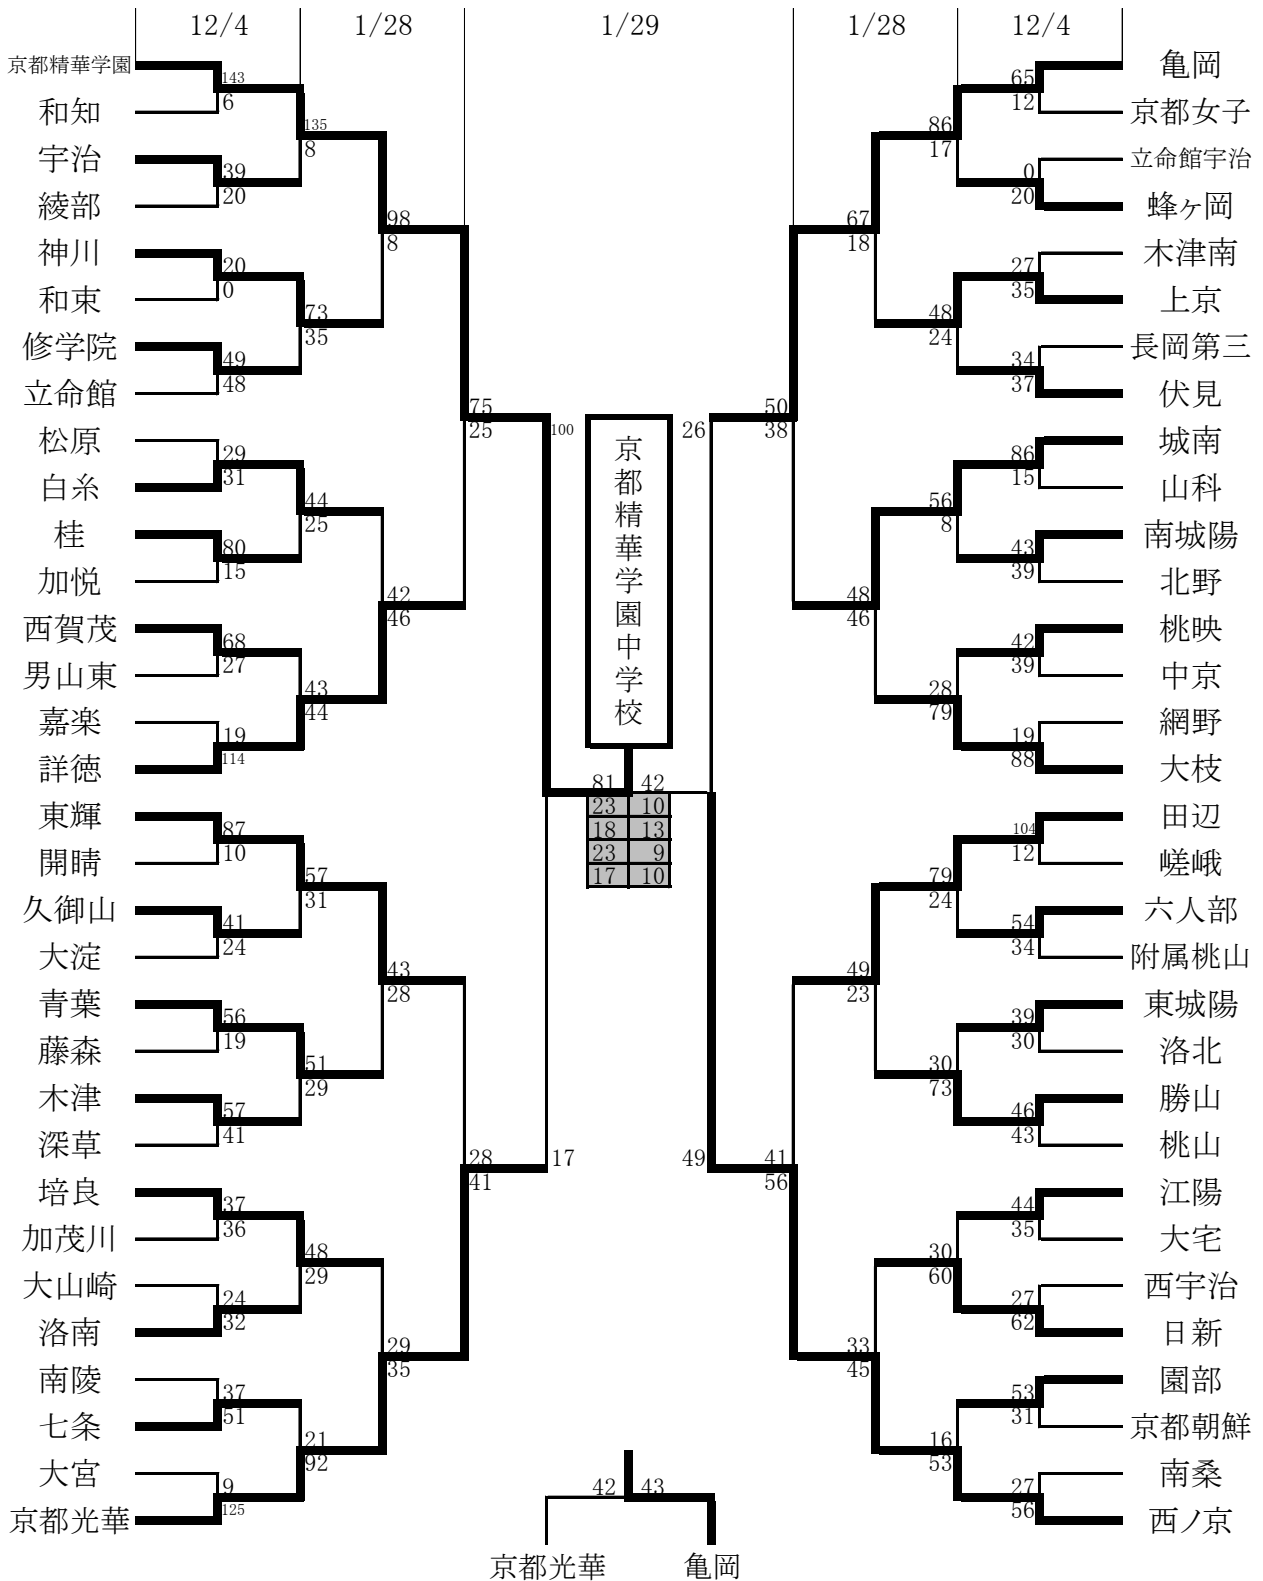 12/4 1/28 1/29 1/28 12/4
京都精華学園
和知
宇治
綾部
神川
和束
修学院
立命館
松原
白糸
桂
加悦
西賀茂
男山東
嘉楽
詳徳
東輝
開晴
久御山
大淀
青葉
藤森
木津
深草
培良
加茂川
大山崎
洛南
南陵
七条
大宮
京都光華
143
6
39
20
20
0
49
48
29
31
80
15
68
27
19
114
87
10
41
24
56
19
57
41
37
36
24
32
37
51
9
125
135
8
73
35
44
25
43
44
57
31
51
29
48
29
21
92
98
8
42
46
43
28
29
35
75
25
28
41
100
17
京都精華学園中学校
81 42
23 10
18 13
23 9
17 10
26
49
50
38
41
56
67
18
48
46
49
23
33
45
86
17
48
24
56
8
28
79
79
24
30
73
30
60
16
53
65
12
0
20
27
35
34
37
86
15
43
39
42
39
19
88
104
12
54
34
39
30
46
43
44
35
27
62
53
31
27
56
亀岡
京都女子
立命館宇治
蜂ヶ岡
木津南
上京
長岡第三
伏見
城南
山科
南城陽
北野
桃映
中京
網野
大枝
田辺
嵯峨
六人部
附属桃山
東城陽
洛北
勝山
桃山
江陽
大宅
西宇治
日新
園部
京都朝鮮
南桑
西ノ京
42 43
京都光華 亀岡